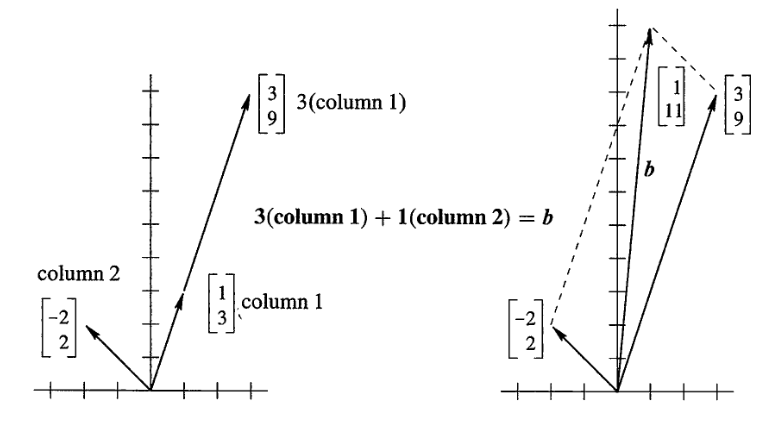 [3
9] 3(column 1)
[1
11]
[3
9]
b
3(column 1) + 1(column 2) = b
column 2
[-2
2]
[1
3] column 1
[-2
2]